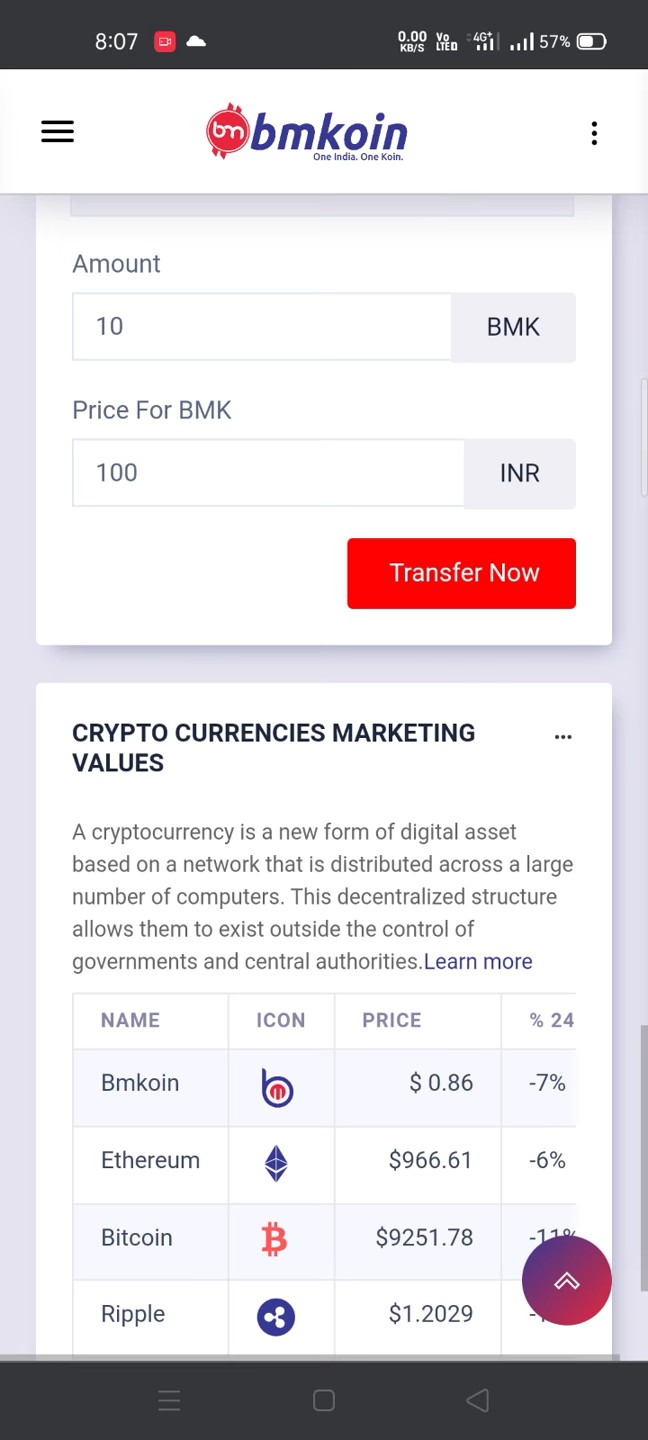 8:07
0.00 KB/S
Vo LTED
4G+
57%
bm
bmkoin
One India. One Koin.
Amount
10 BMK
Price For BMK
100 INR
Transfer Now
CRYPTO CURRENCIES MARKETING
VALUES
...
A cryptocurrency is a new form of digital asset
based on a network that is distributed across a large
number of computers. This decentralized structure
allows them to exist outside the control of
governments and central authorities.Learn more
NAME ICON PRICE % 24
Bmkoin $ 0.86 -7%
Ethereum $966.61 -6%
Bitcoin $9251.78 -11%
Ripple $1.2029